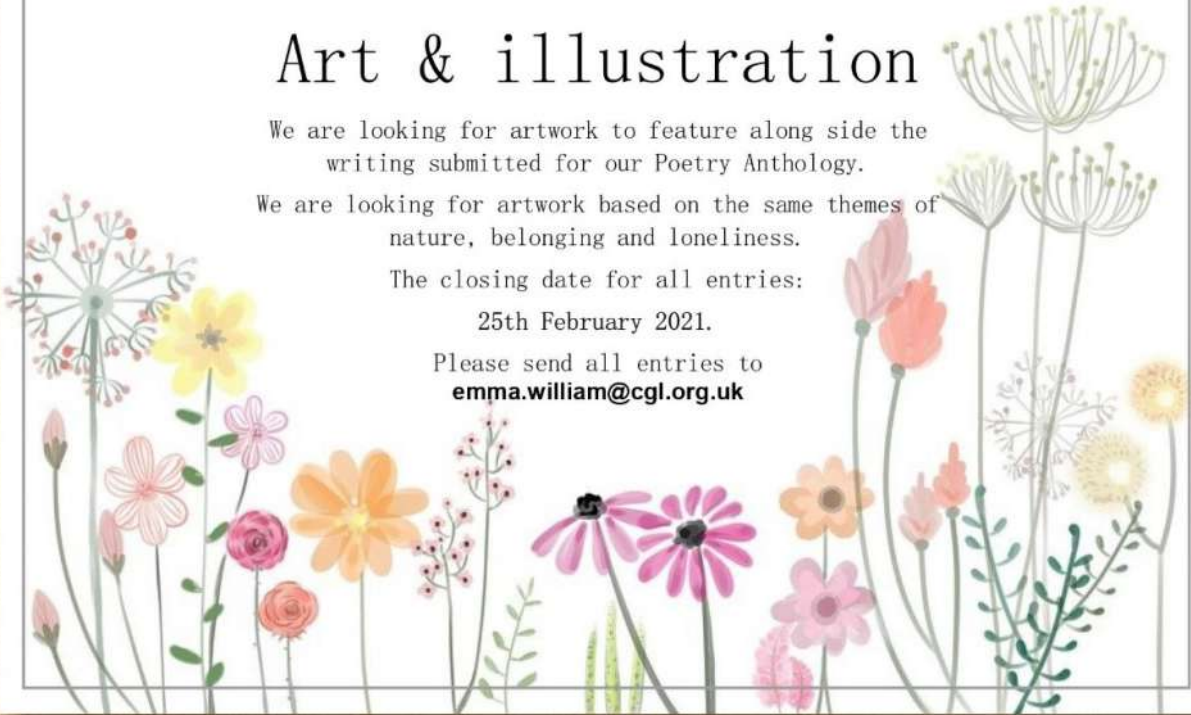 Art & illustration
We are looking for artwork to feature along side the
writing submitted for our Poetry Anthology.
We are looking for artwork based on the same themes of
nature, belonging and loneliness.
The closing date for all entries:
25th February 2021.
Please send all entries to
emma.william@cgl.org.uk